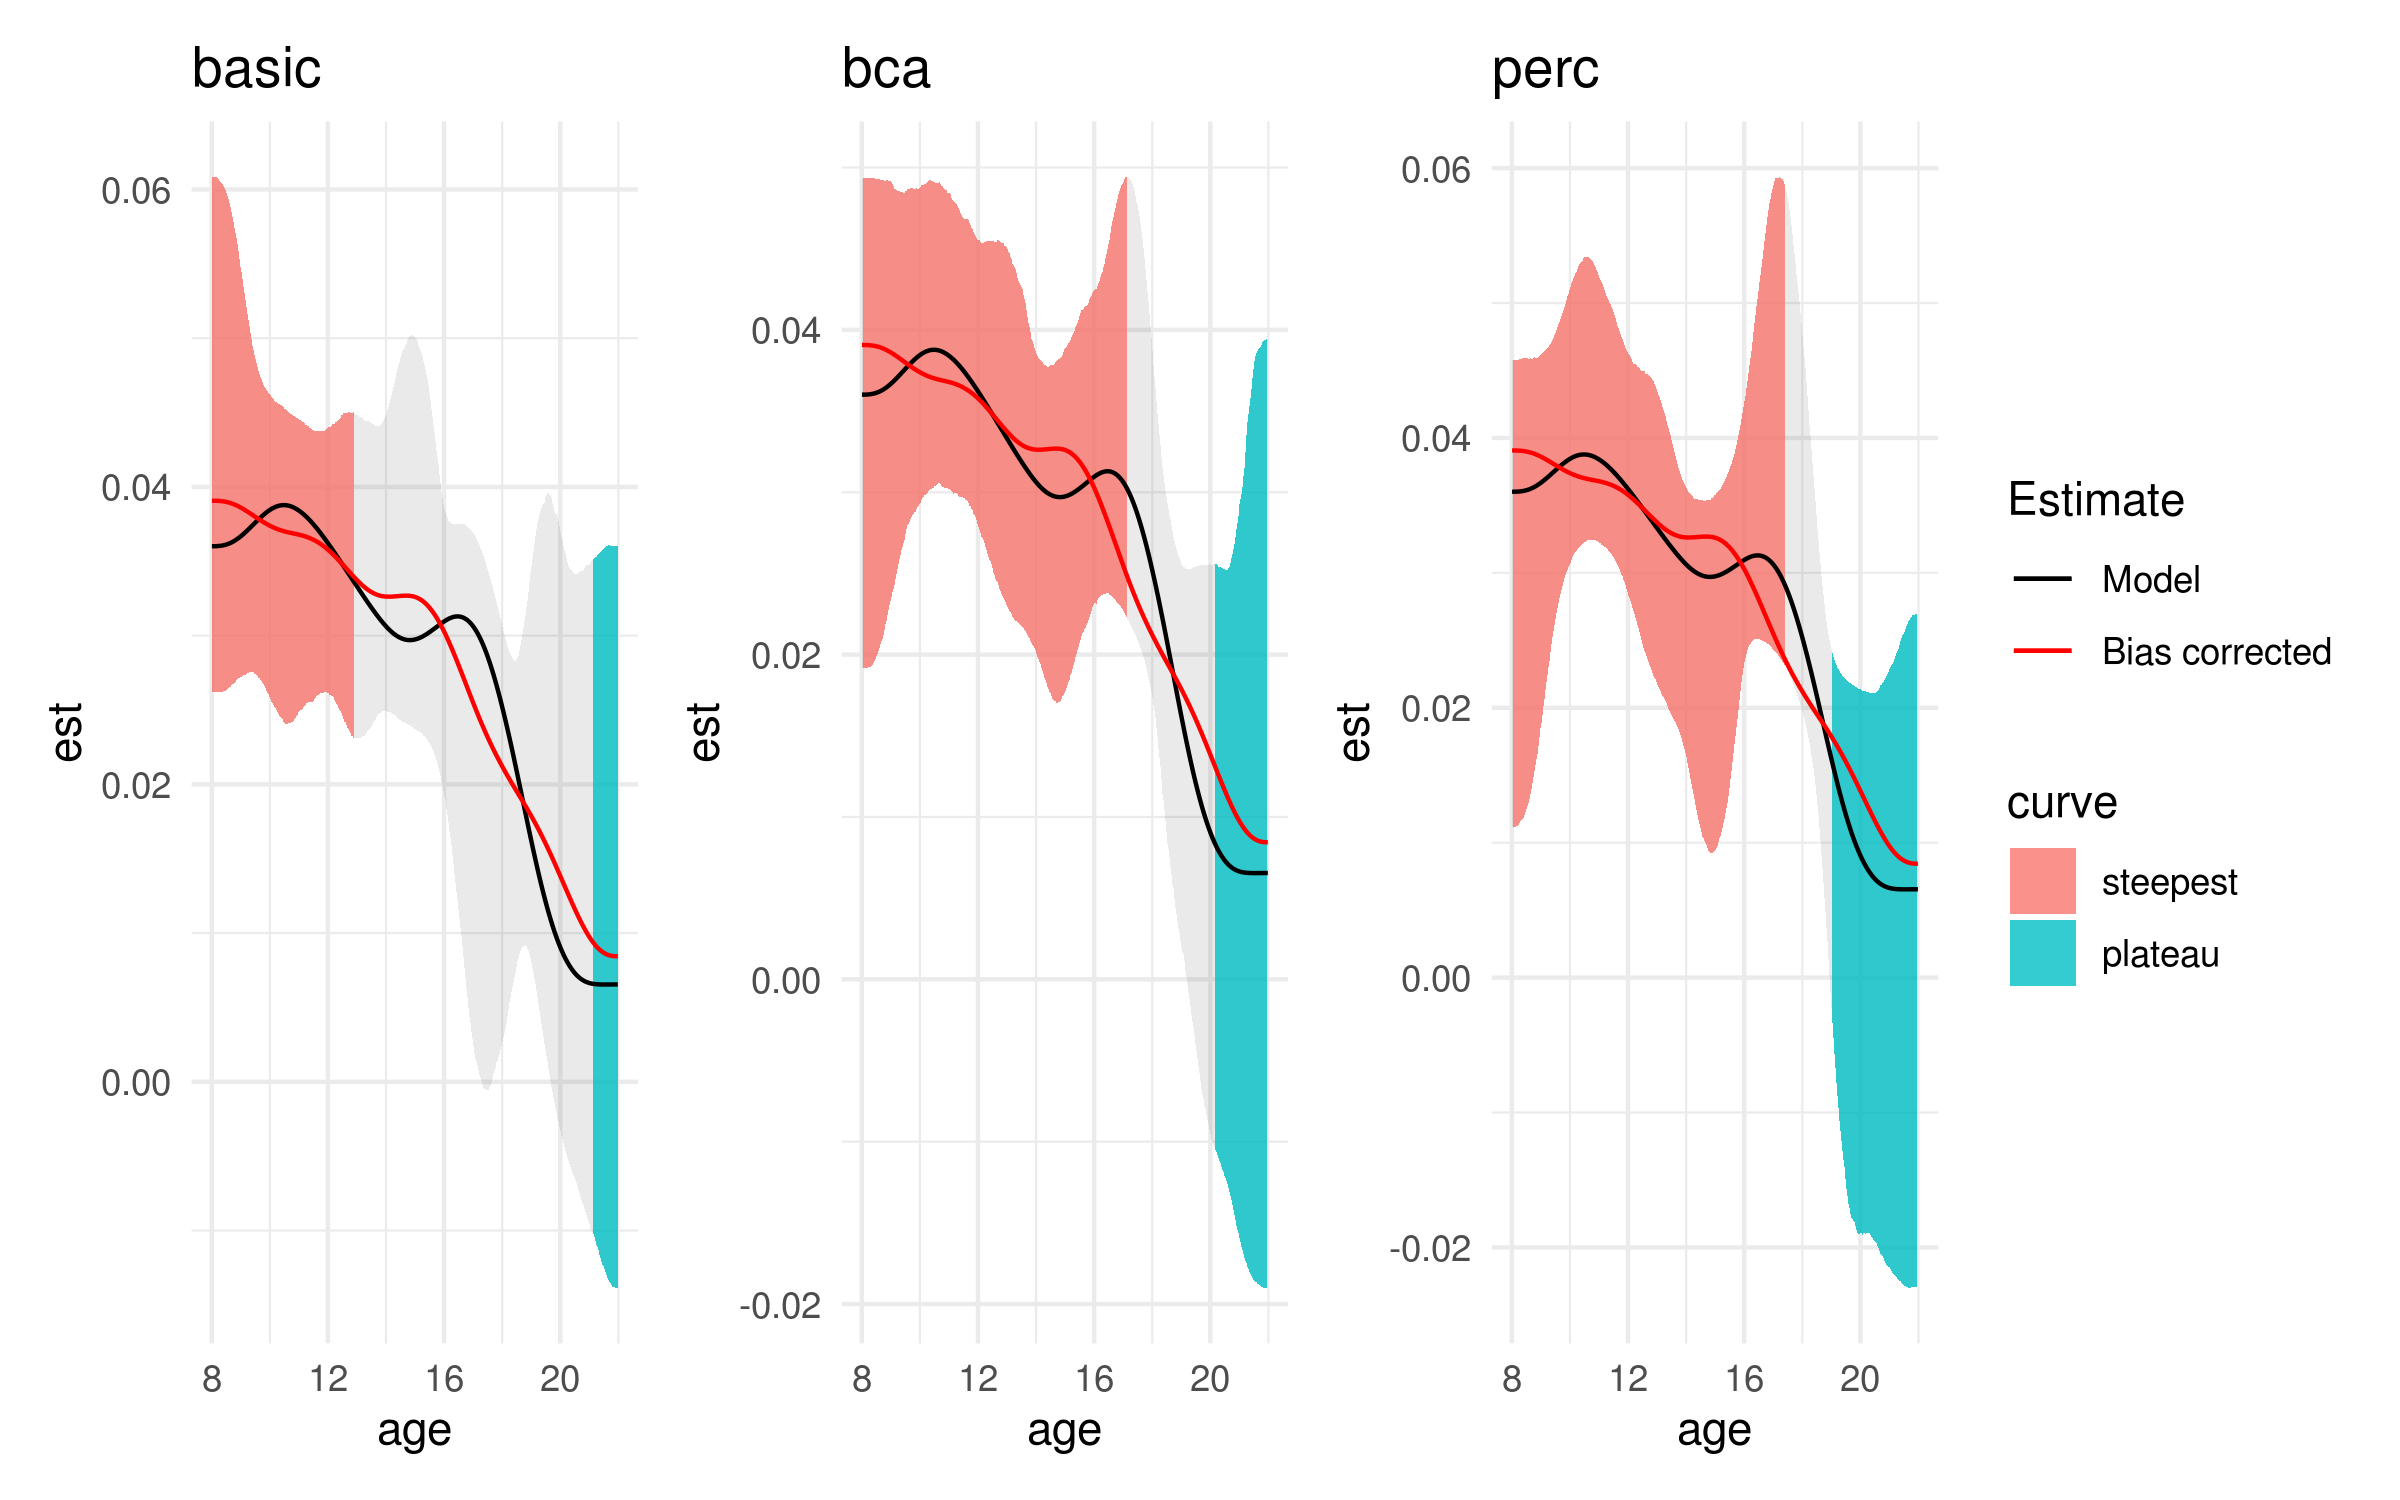 basic
bca
perc
0.06
0.04
0.02
0.00
est
8 12 16 20
age
0.04
0.02
0.00
-0.02
est
8 12 16 20
age
0.06
0.04
0.02
0.00
-0.02
est
8 12 16 20
age
Estimate
Model
Bias corrected
curve
steepest
plateau